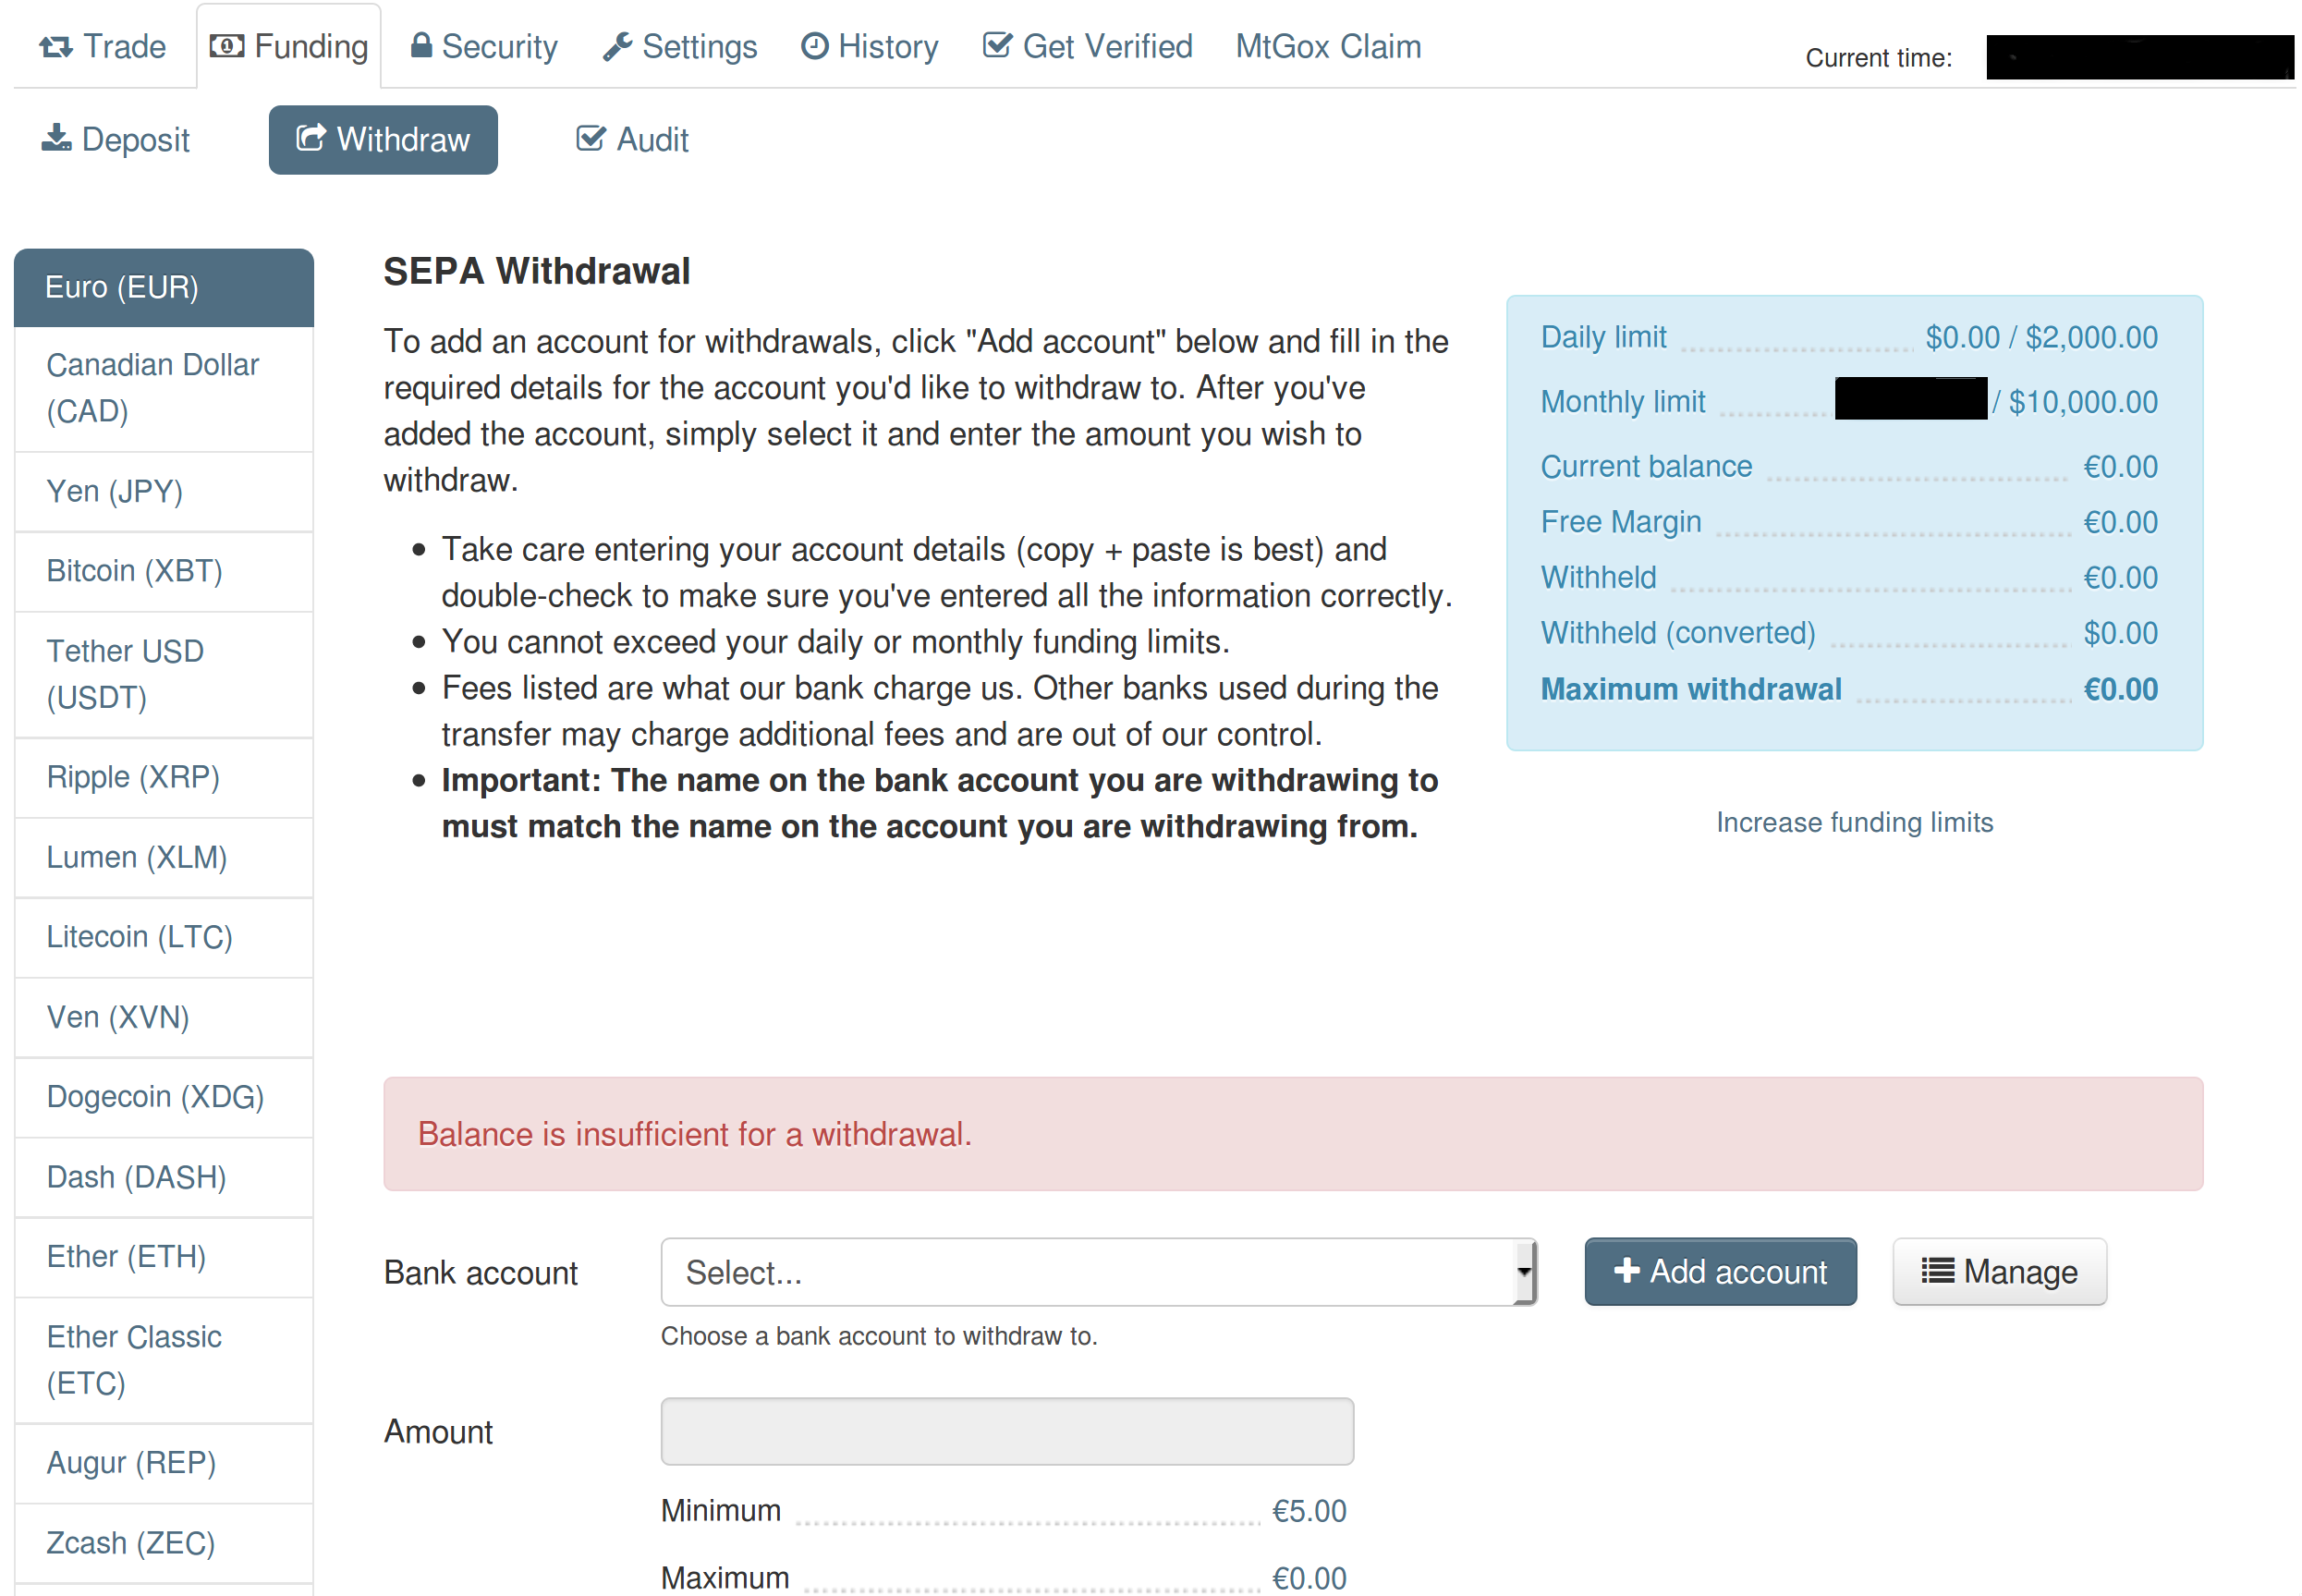 Trade Funding Security Settings History Get Verified MtGox Claim Current time:
Deposit Withdraw Audit
Euro (EUR)
Canadian Dollar
(CAD)
Yen (JPY)
Bitcoin (XBT)
Tether USD
(USDT)
Ripple (XRP)
Lumen (XLM)
Litecoin (LTC)
Ven (XVN)
Dogecoin (XDG)
Dash (DASH)
Ether (ETH)
Ether Classic
(ETC)
Augur (REP)
Zcash (ZEC)
SEPA Withdrawal
To add an account for withdrawals, click "Add account" below and fill in the
required details for the account you'd like to withdraw to. After you've
added the account, simply select it and enter the amount you wish to
withdraw.
• Take care entering your account details (copy + paste is best) and
double-check to make sure you've entered all the information correctly.
• You cannot exceed your daily or monthly funding limits.
• Fees listed are what our bank charge us. Other banks used during the
transfer may charge additional fees and are out of our control.
• Important: The name on the bank account you are withdrawing to
must match the name on the account you are withdrawing from.
Daily limit $0.00 / $2,000.00
Monthly limit / $10,000.00
Current balance €0.00
Free Margin €0.00
Withheld €0.00
Withheld (converted) $0.00
Maximum withdrawal €0.00
Increase funding limits
Balance is insufficient for a withdrawal.
Bank account Select... Add account Manage
Choose a bank account to withdraw to.
Amount
Minimum €5.00
Maximum €0.00